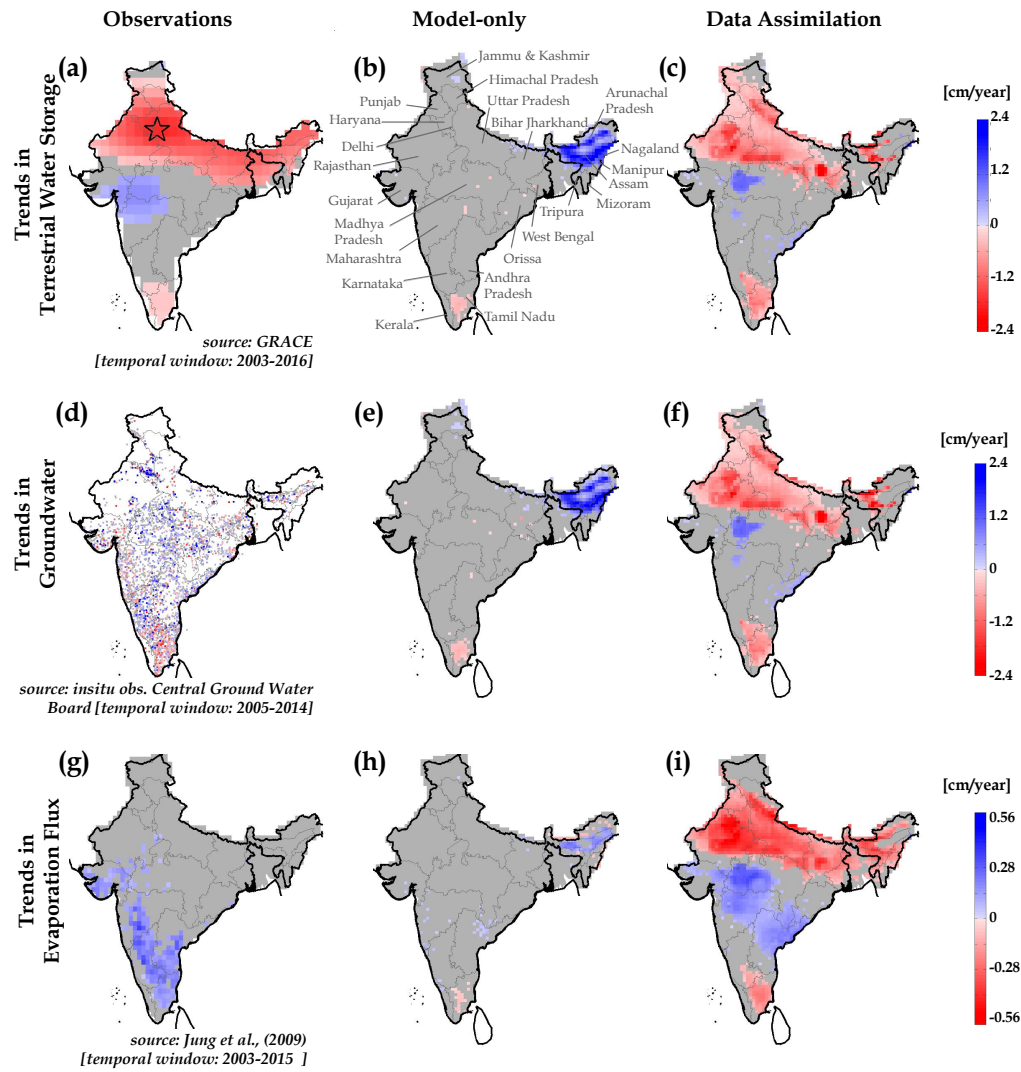 Observations
Model-only
Data Assimilation
Trends in
Terrestrial Water Storage
(a)
source: GRACE
[temporal window: 2003-2016]
(b)
Jammu & Kashmir
Himachal Pradesh
Punjab
Uttar Pradesh
Arunachal
Pradesh
Haryana
Bihar Jharkhand
Delhi
Nagaland
Rajasthan
Manipur
Assam
Gujarat
Mizoram
Tripura
Madhya
Pradesh
West Bengal
Maharashtra
Orissa
Karnataka
Andhra
Pradesh
Kerala
Tamil Nadu
(c)
[cm/year]
2.4
1.2
0
-1.2
-2.4
Trends in
Groundwater
(d)
source: insitu obs. Central Ground Water
Board [temporal window: 2005-2014]
(e)
(f)
[cm/year]
2.4
1.2
0
-1.2
-2.4
Trends in
Evaporation Flux
(g)
source: Jung et al., (2009)
[temporal window: 2003-2015 ]
(h)
(i)
[cm/year]
0.56
0.28
0
-0.28
-0.56